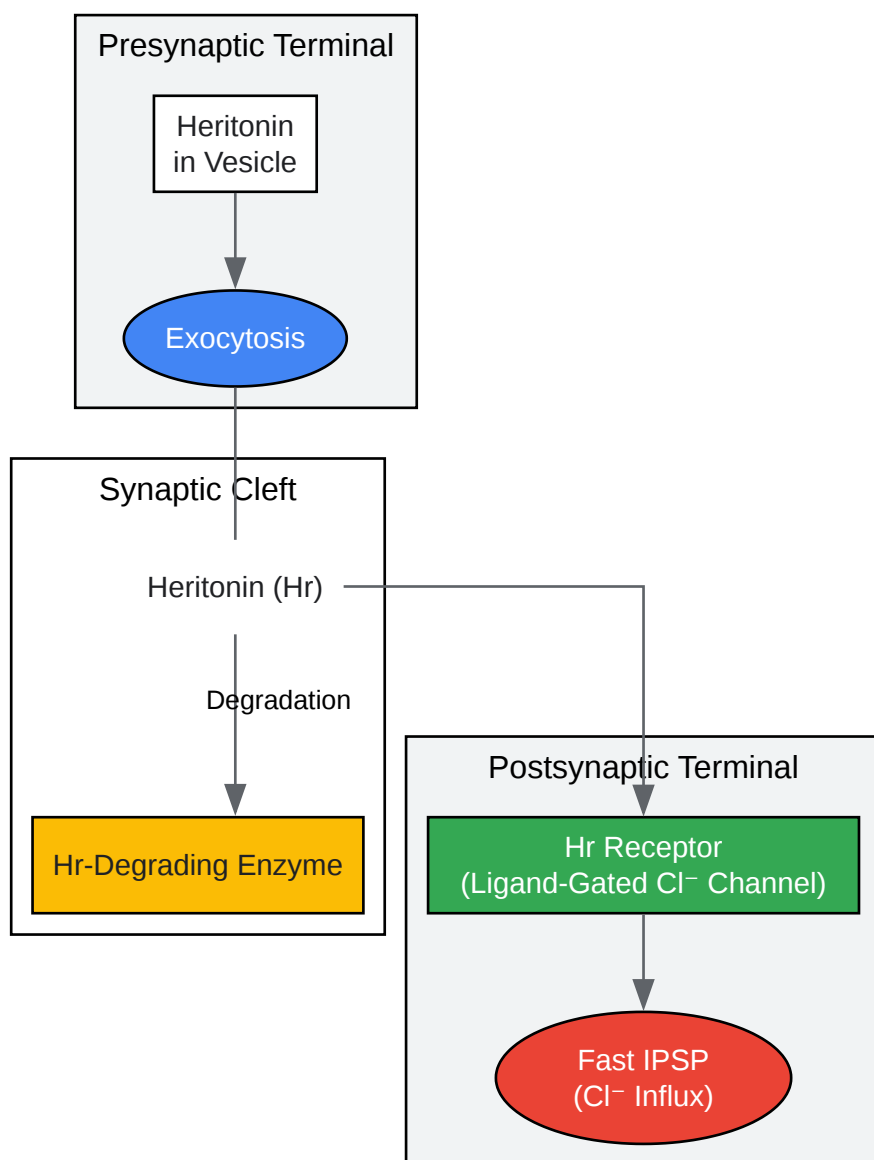 Presynaptic Terminal
Heritonin
in Vesicle
Exocytosis
Synaptic Cleft
Heritonin (Hr)
Degradation
Hr-Degrading Enzyme
Postsynaptic Terminal
Hr Receptor
(Ligand-Gated Cl⁻ Channel)
Fast IPSP
(Cl⁻ Influx)